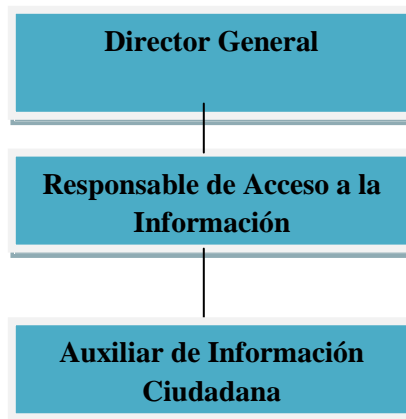 Director General
Responsable de Acceso a la
Información
Auxiliar de Información
Ciudadana